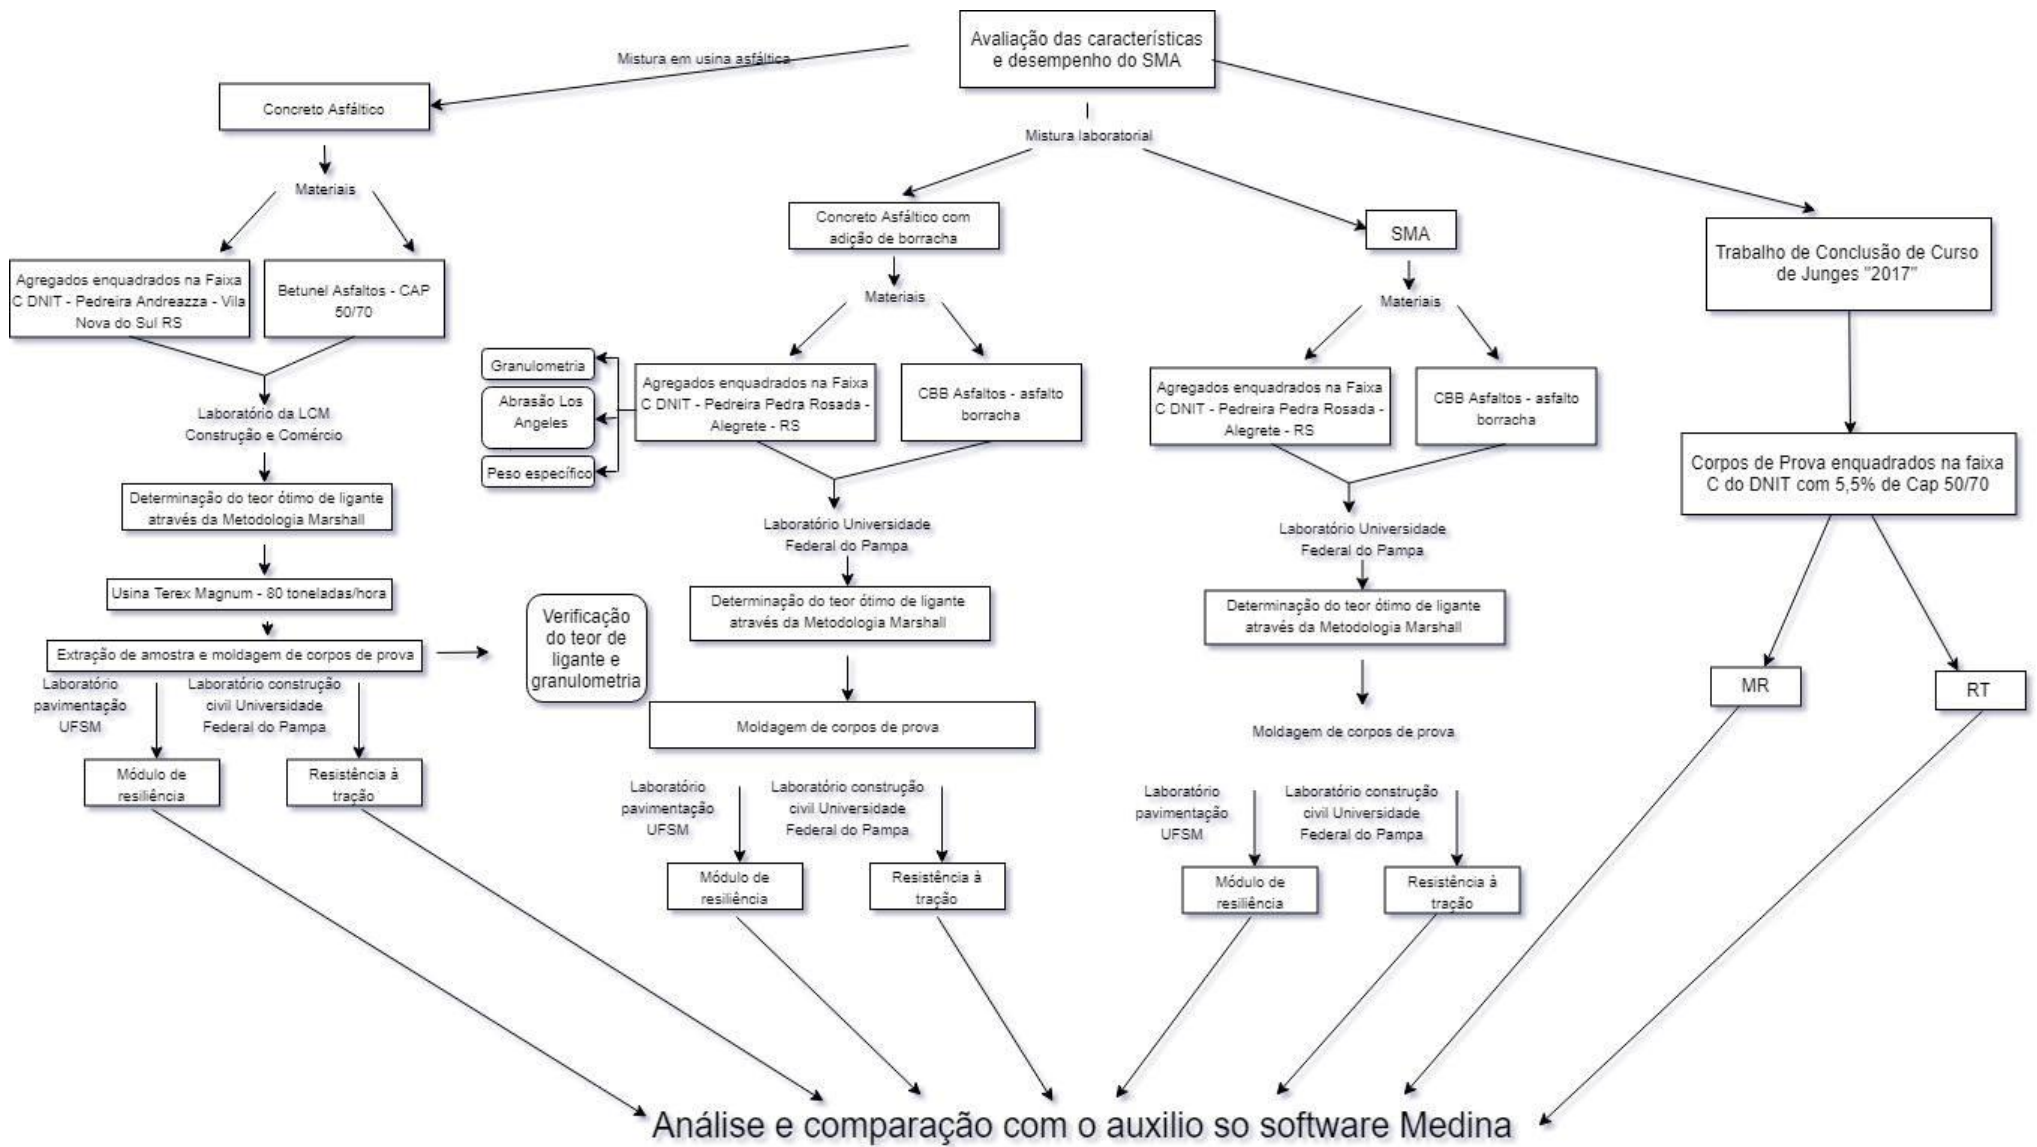 Avaliação das características
e desempenho do SMA
Mistura em usina asfáltica
Concreto Asfáltico
Materiais
Agregados enquadrados na Faixa
C DNIT - Pedreira Andreazza - Vila
Nova do Sul RS
Betunel Asfaltos - CAP
50/70
Laboratório da LCM
Construção e Comércio
Determinação do teor ótimo de ligante
através da Metodologia Marshall
Usina Terex Magnum - 80 toneladas/hora
Extração de amostra e moldagem de corpos de prova
Verificação
do teor de
ligante e
granulometria
Laboratório
pavimentação
UFSM
Laboratório construção
civil Universidade
Federal do Pampa
Módulo de
resiliência
Resistência à
tração
Mistura laboratorial
Concreto Asfáltico com
adição de borracha
Materiais
Granulometria
Abrasão Los
Angeles
Peso específico
Agregados enquadrados na Faixa
C DNIT - Pedreira Pedra Rosada -
Alegrete - RS
CBB Asfaltos - asfalto
borracha
Laboratório Universidade
Federal do Pampa
Determinação do teor ótimo de ligante
através da Metodologia Marshall
Moldagem de corpos de prova
Laboratório
pavimentação
UFSM
Laboratório construção
civil Universidade
Federal do Pampa
Módulo de
resiliência
Resistência à
tração
SMA
Materiais
Agregados enquadrados na Faixa
C DNIT - Pedreira Pedra Rosada -
Alegrete - RS
CBB Asfaltos - asfalto
borracha
Laboratório Universidade
Federal do Pampa
Determinação do teor ótimo de ligante
através da Metodologia Marshall
Moldagem de corpos de prova
Laboratório
pavimentação
UFSM
Laboratório construção
civil Universidade
Federal do Pampa
Módulo de
resiliência
Resistência à
tração
Trabalho de Conclusão de Curso
de Junges "2017"
Corpos de Prova enquadrados na faixa
C do DNIT com 5,5% de Cap 50/70
MR
RT
Análise e comparação com o auxilio so software Medina